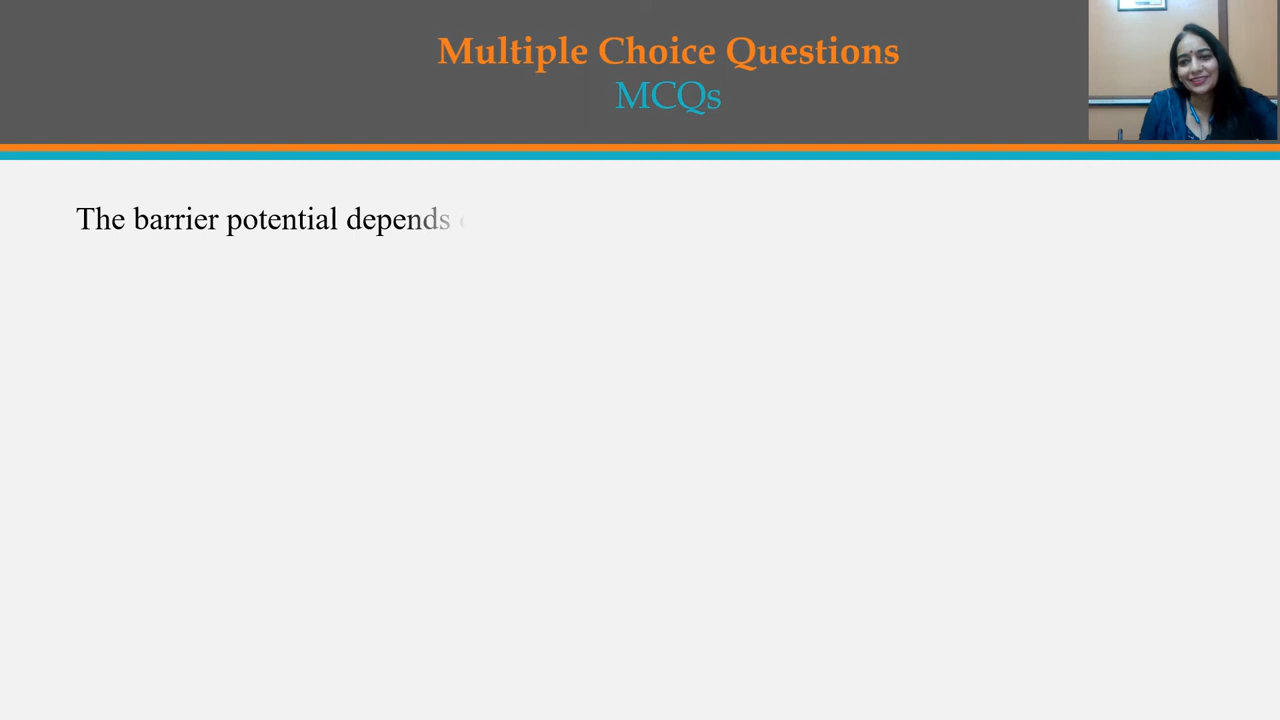 Multiple Choice Questions
MCQs
The barrier potential depends